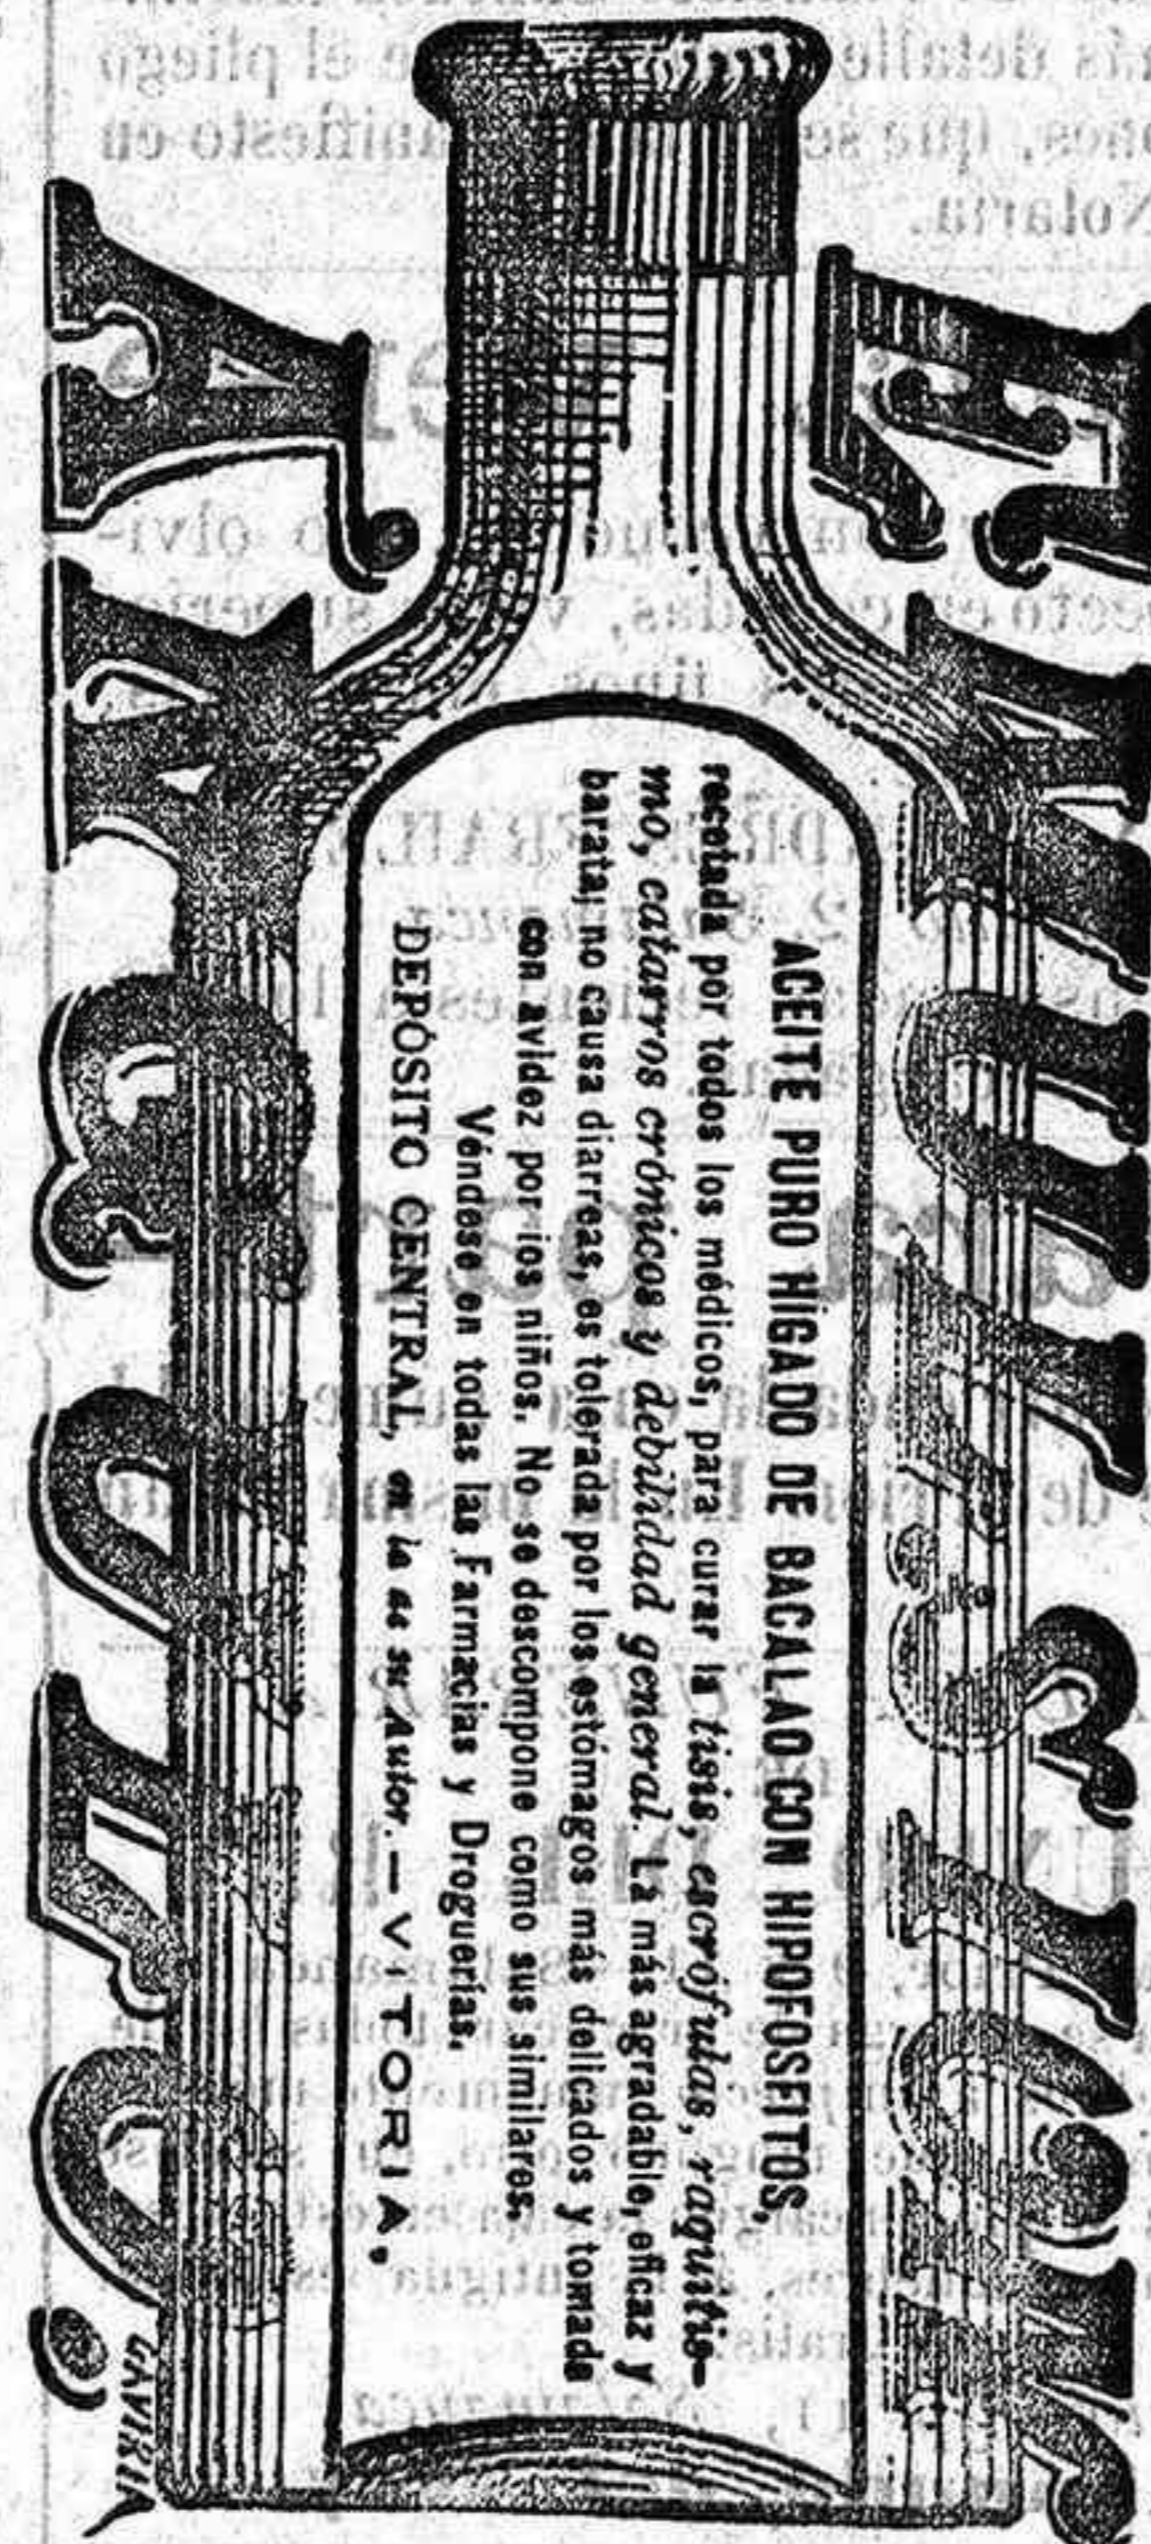 EMULSIÓN
ACEITE PURO HÍGADO DE BACALAO CON HIPOFOSFITOS,
recetada por todos los médicos, para curar la tisis, escrófulas, raquitis-
mo, catarros crónicos y debilidad general. La más agradable, eficaz y
barata; no causa diarreas, es tolerada por los estómagos más delicados y tomada
con avidez por los niños. No se descompone como sus similares.
Véndese en todas las Farmacias y Droguerías.
DEPÓSITO CENTRAL, en la de su Autor.—VITORIA.
GAVIRIA